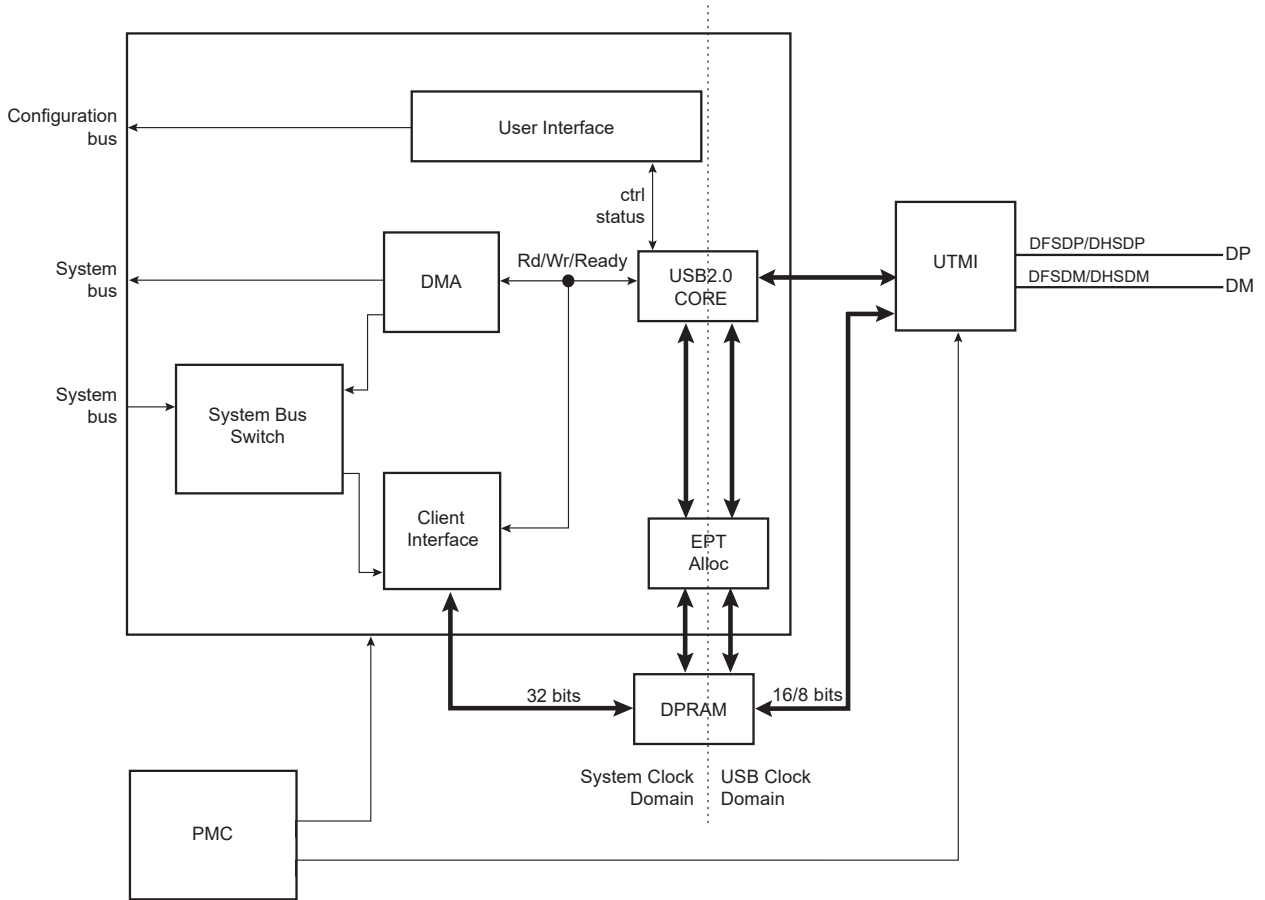 Configuration
bus
User Interface
ctrl
status
System
bus
DMA
Rd/Wr/Ready
USB2.0
CORE
UTMI
DFSDP/DHSDP
DP
DFSDM/DHSDM
DM
System
bus
System Bus
Switch
Client
Interface
EPT
Alloc
32 bits
DPRAM
16/8 bits
System Clock
Domain
USB Clock
Domain
PMC